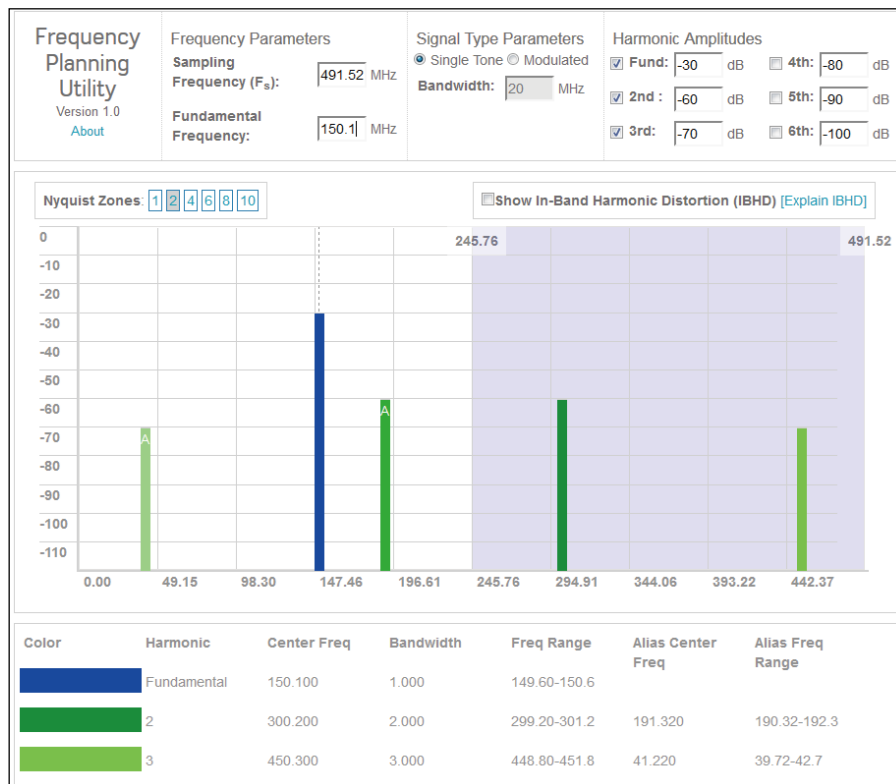 Frequency
Planning
Utility
Version 1.0
About
Frequency Parameters
Sampling
Frequency (Fs): 491.52 MHz
Fundamental
Frequency: 150.1 MHz
Signal Type Parameters
Single Tone Modulated
Bandwidth: 20 MHz
Harmonic Amplitudes
Fund: -30 dB 4th: -80 dB
2nd : -60 dB 5th: -90 dB
3rd: -70 dB 6th: -100 dB
Nyquist Zones: 1 2 4 6 8 10
Show In-Band Harmonic Distortion (IBHD) [Explain IBHD]
0
245.76
491.52
-10
-20
-30
-40
-50
-60
A
-70
A
-80
-90
-100
-110
0.00 49.15 98.30 147.46 196.61 245.76 294.91 344.06 393.22 442.37
Color Harmonic Center Freq Bandwidth Freq Range Alias Center Freq Alias Freq Range
Fundamental 150.100 1.000 149.60-150.6
2 300.200 2.000 299.20-301.2 191.320 190.32-192.3
3 450.300 3.000 448.80-451.8 41.220 39.72-42.7